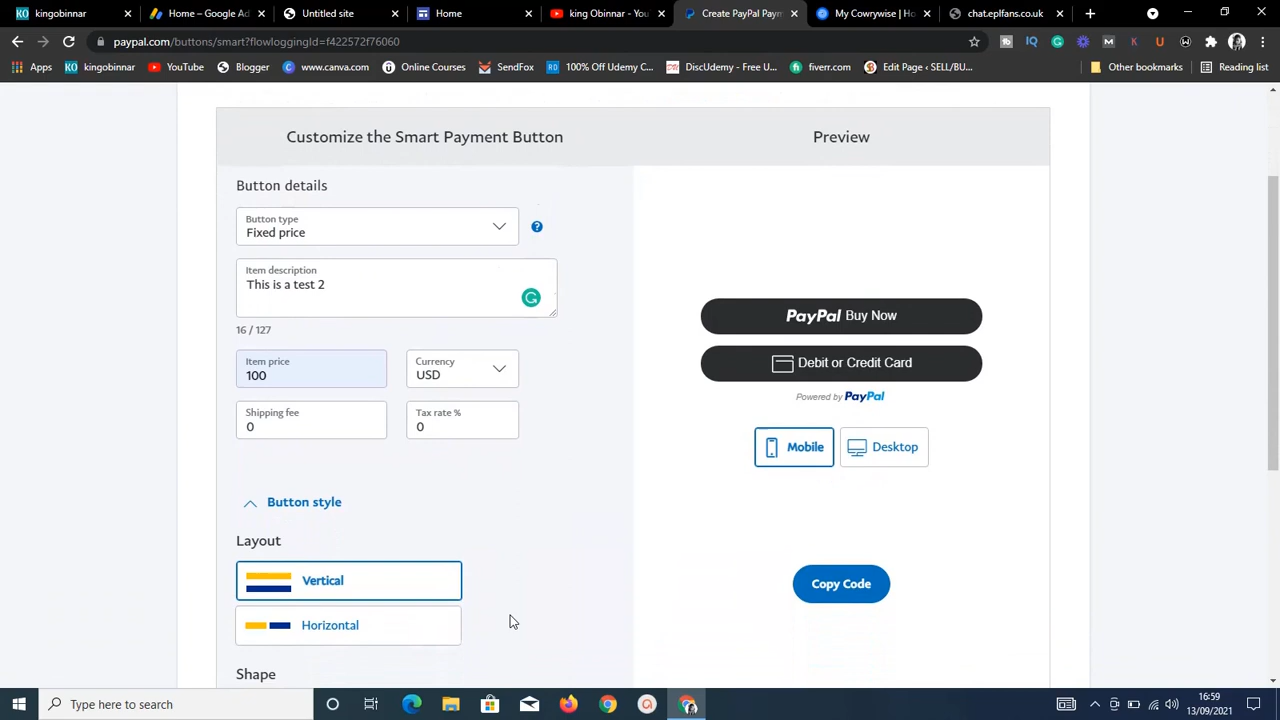 kingobinnar
Home – Google Ad
Untitled site
Home
king Obinnar - You
Create PayPal Paym
My Cowrywise | Ho
chat.eplfans.co.uk
paypal.com/buttons/smart?flowloggingId=f422572f76060
Apps
KO kingobinnar
YouTube
Blogger
www.canva.com
Online Courses
SendFox
100% Off Udemy C...
DiscUdemy - Free U...
fiverr.com
Edit Page ‹ SELL/BU...
Other bookmarks
Reading list
Customize the Smart Payment Button
Preview
Button details
Button type
Fixed price
Item description
This is a test 2
16 / 127
Item price
100
Currency
USD
Shipping fee
0
Tax rate %
0
Button style
Layout
Vertical
Horizontal
Shape
PayPal Buy Now
Debit or Credit Card
Powered by PayPal
Mobile
Desktop
Copy Code
Type here to search
16:59
13/09/2021